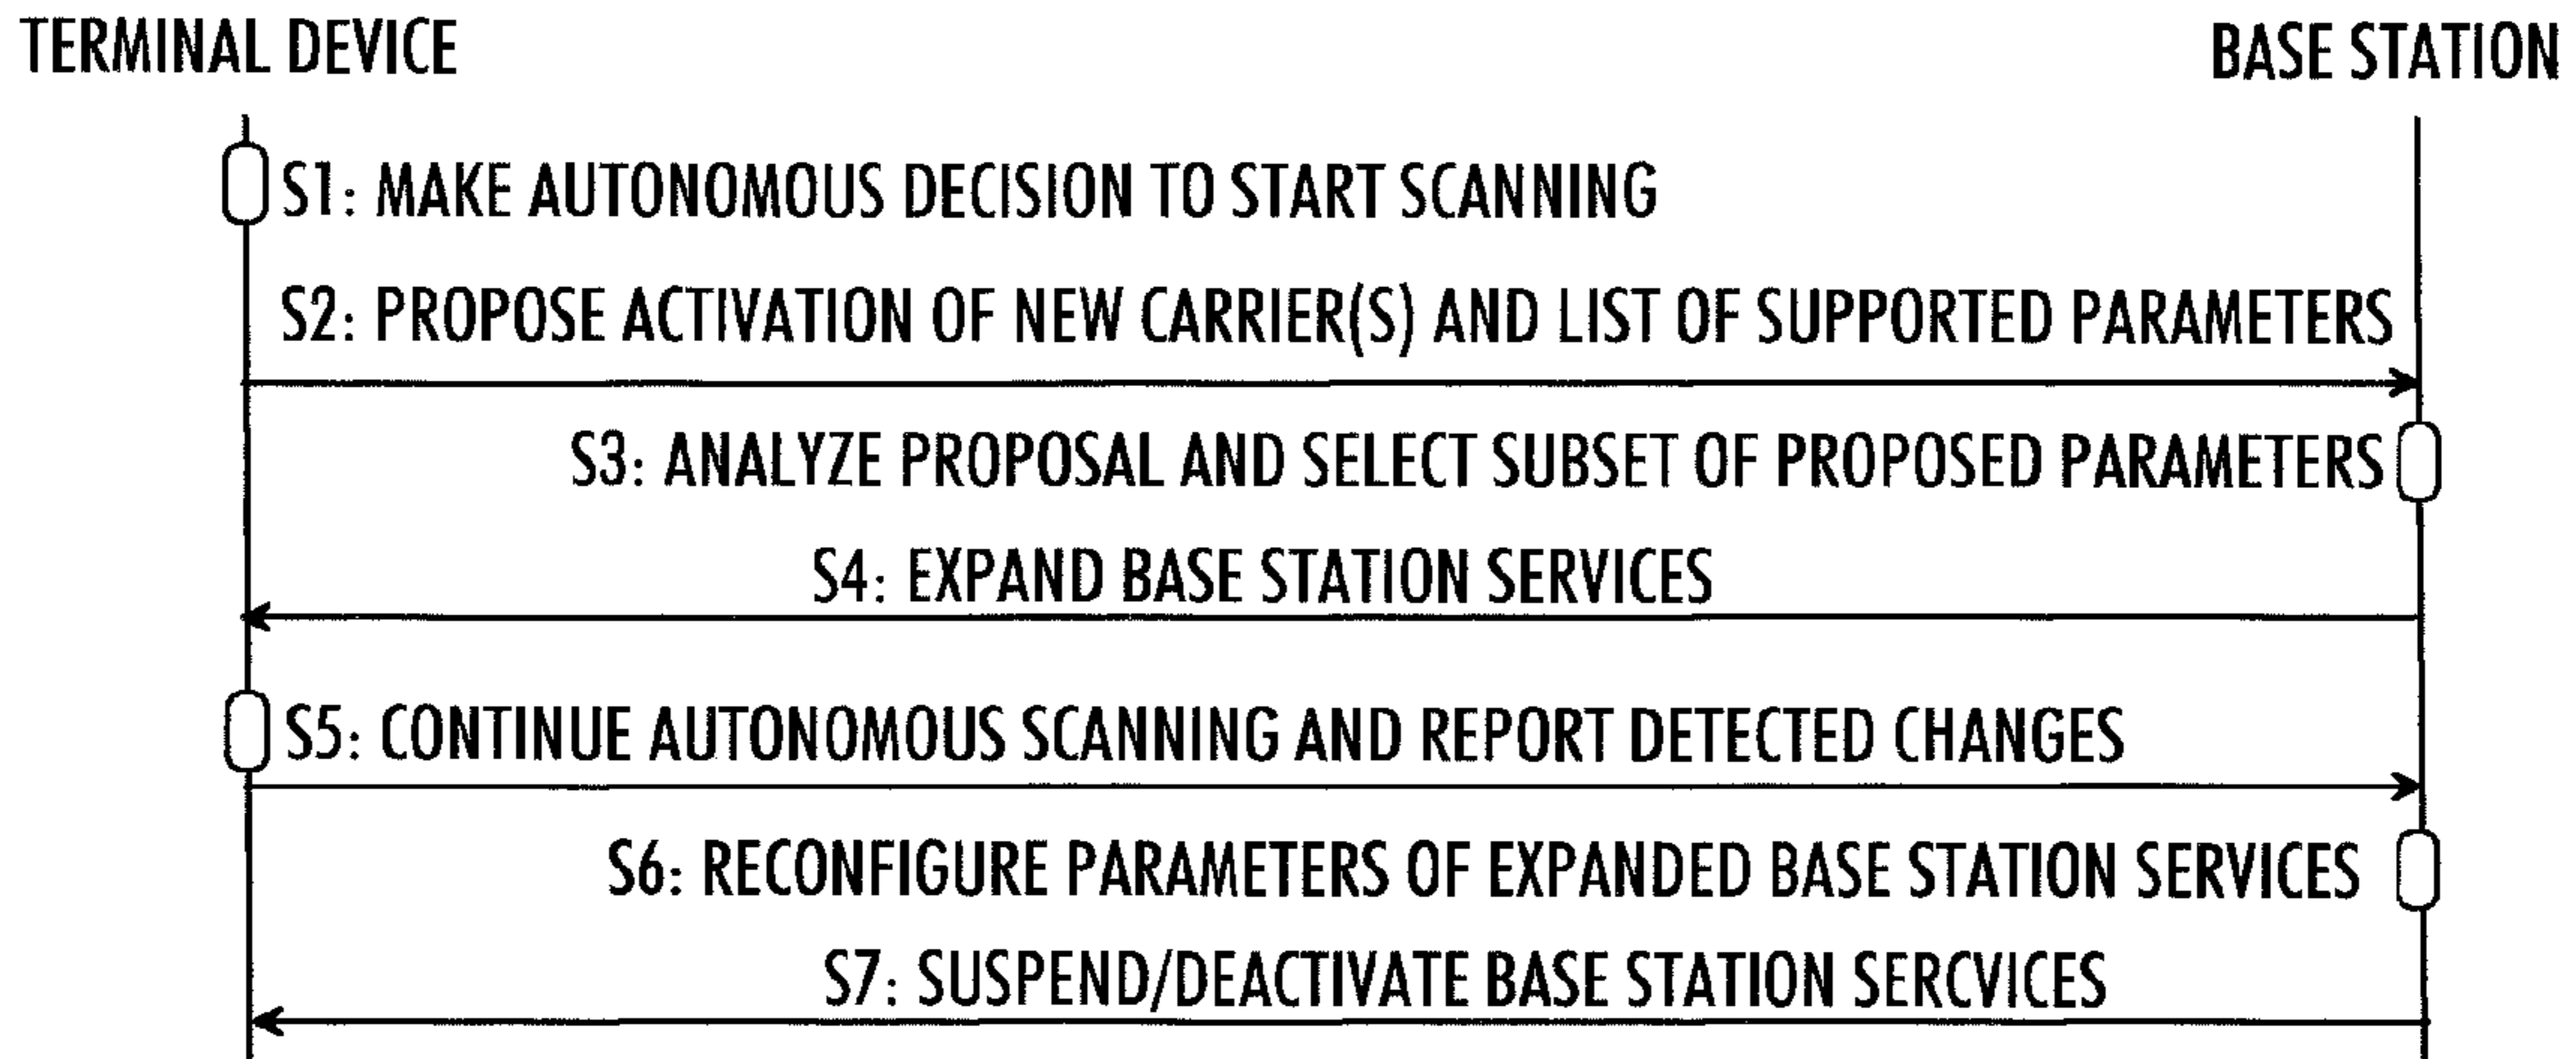 TERMINAL DEVICE
BASE STATION
S1: MAKE AUTONOMOUS DECISION TO START SCANNING
S2: PROPOSE ACTIVATION OF NEW CARRIER(S) AND LIST OF SUPPORTED PARAMETERS
S3: ANALYZE PROPOSAL AND SELECT SUBSET OF PROPOSED PARAMETERS
S4: EXPAND BASE STATION SERVICES
S5: CONTINUE AUTONOMOUS SCANNING AND REPORT DETECTED CHANGES
S6: RECONFIGURE PARAMETERS OF EXPANDED BASE STATION SERVICES
S7: SUSPEND/DEACTIVATE BASE STATION SERCVICES